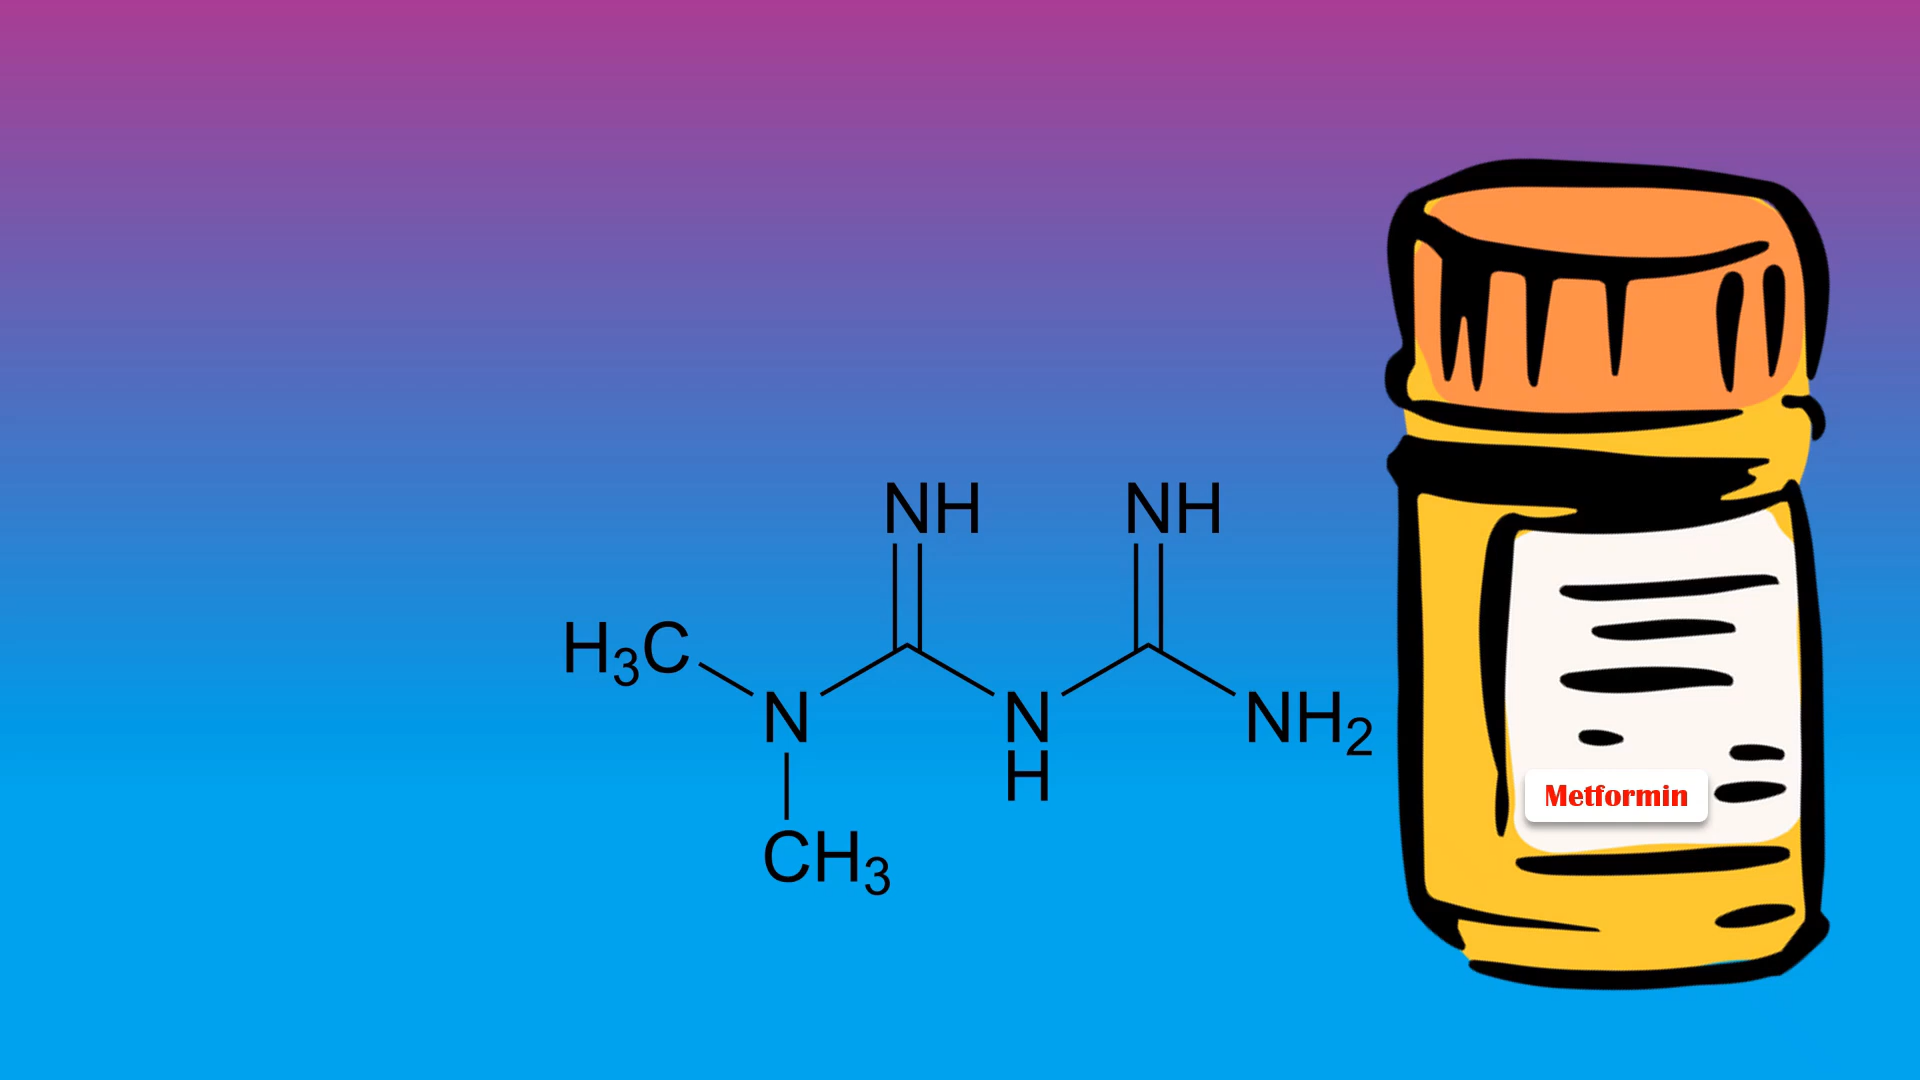 NH NH
H₃C
N N NH₂
H
CH₃
Metformin